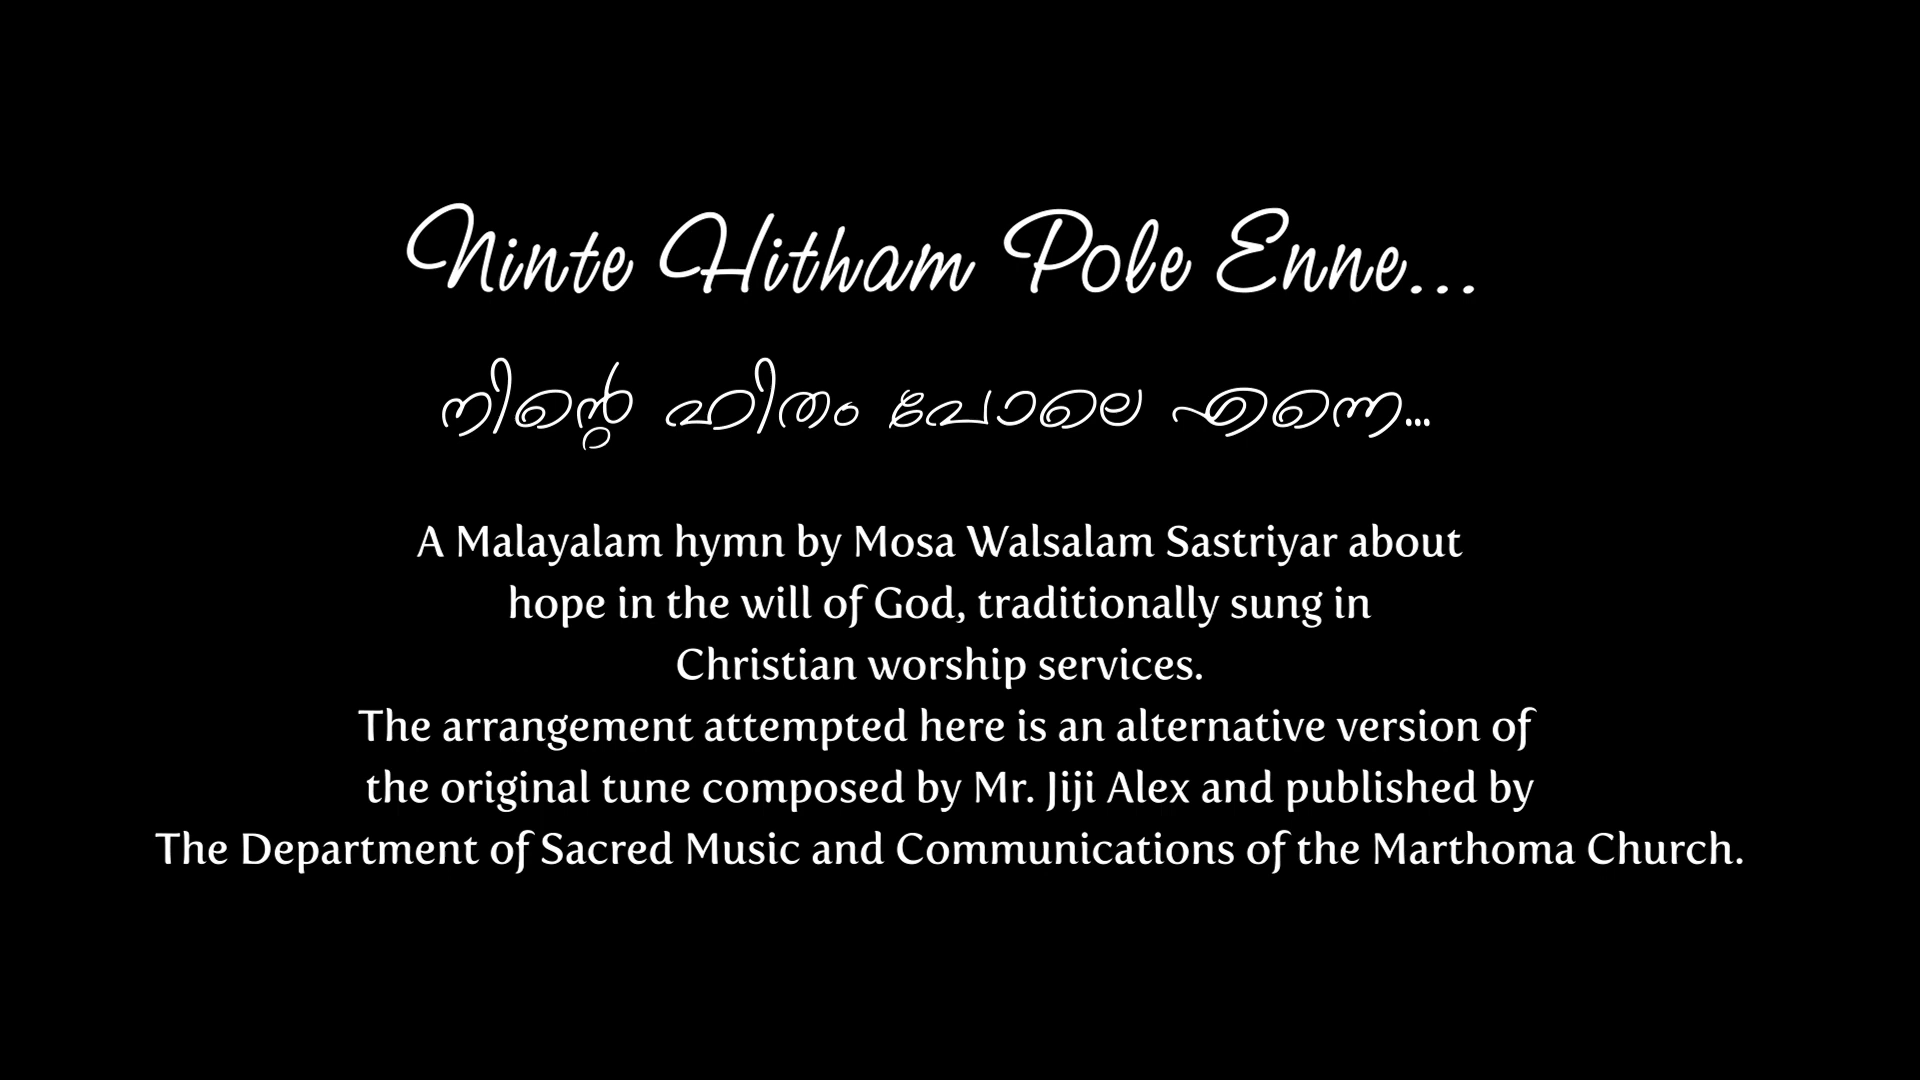 Ninte Hitham Pole Enne...
നിന്റെ ഹിതം പോലെ എന്നെ...
A Malayalam hymn by Mosa Walsalam Sastriyar about
hope in the will of God, traditionally sung in
Christian worship services.
The arrangement attempted here is an alternative version of
the original tune composed by Mr. Jiji Alex and published by
The Department of Sacred Music and Communications of the Marthoma Church.